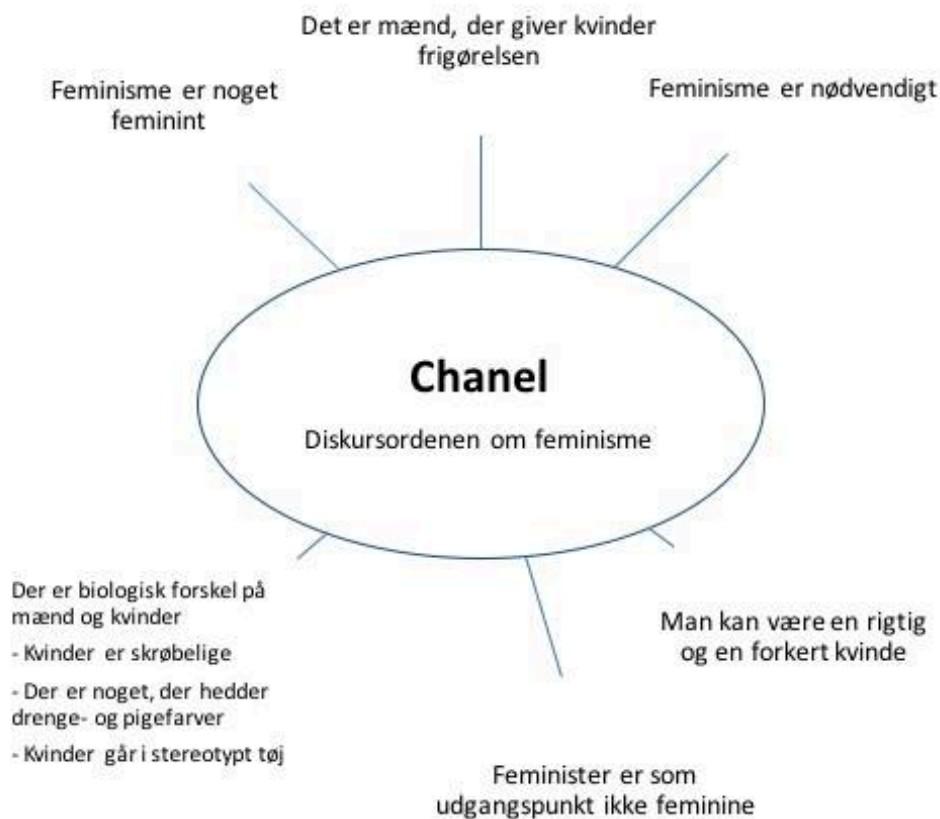 Det er mænd, der giver kvinder
frigørelsen
Feminisme er noget
feminint
Feminisme er nødvendigt
Chanel
Diskursordenen om feminisme
Der er biologisk forskel på
mænd og kvinder
- Kvinder er skrøbelige
- Der er noget, der hedder
drenge- og pigefarver
- Kvinder går i stereotypt tøj
Man kan være en rigtig
og en forkert kvinde
Feminister er som
udgangspunkt ikke feminine